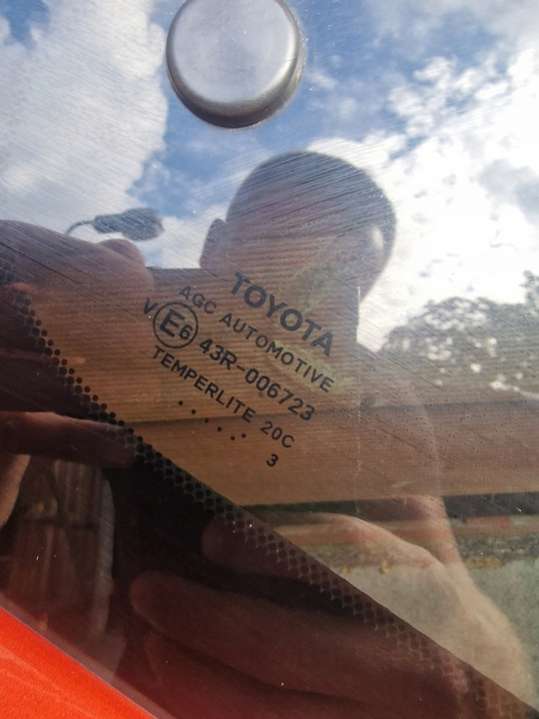 TOYOTA
AGC AUTOMOTIVE
V E6 43R-006723
TEMPERLITE 20C
3